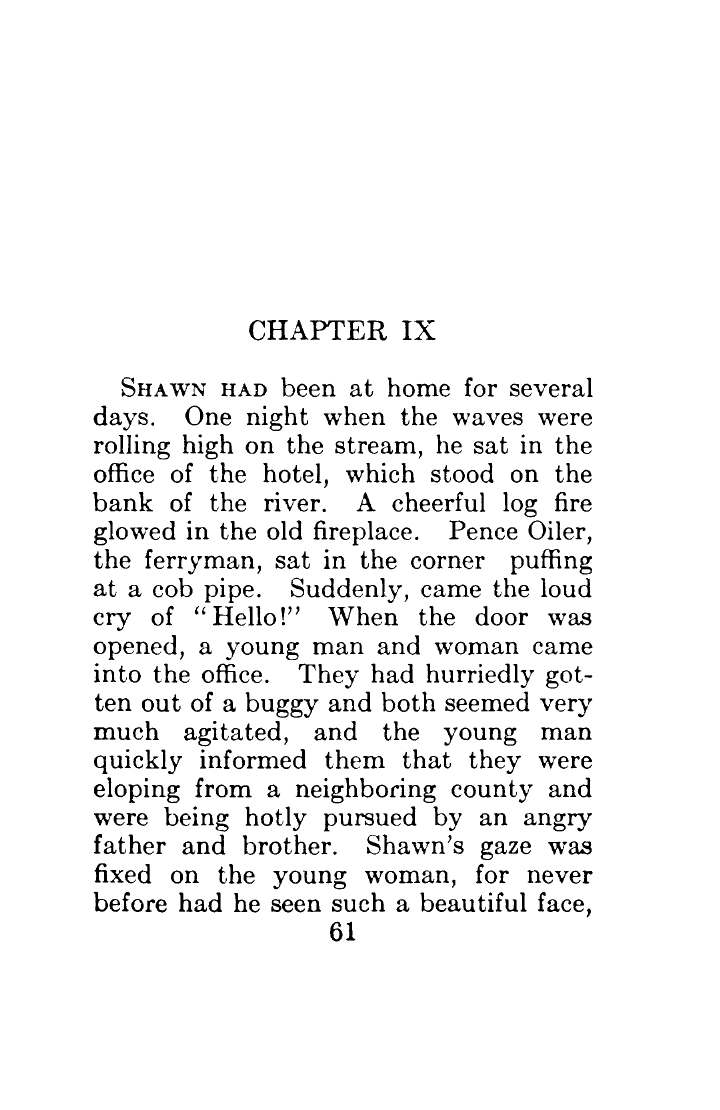 CHAPTER IX
SHAWN HAD been at home for several
days. One night when the waves were
rolling high on the stream, he sat in the
office of the hotel, which stood on the
bank of the river. A cheerful log fire
glowed in the old fireplace. Pence Oiler,
the ferryman, sat in the corner puffing
at a cob pipe. Suddenly, came the loud
cry of "Hello!" When the door was
opened, a young man and woman came
into the office. They had hurriedly got-
ten out of a buggy and both seemed very
much agitated, and the young man
quickly informed them that they were
eloping from a neighboring county and
were being hotly pursued by an angry
father and brother. Shawn's gaze was
fixed on the young woman, for never
before had he seen such a beautiful face,
61